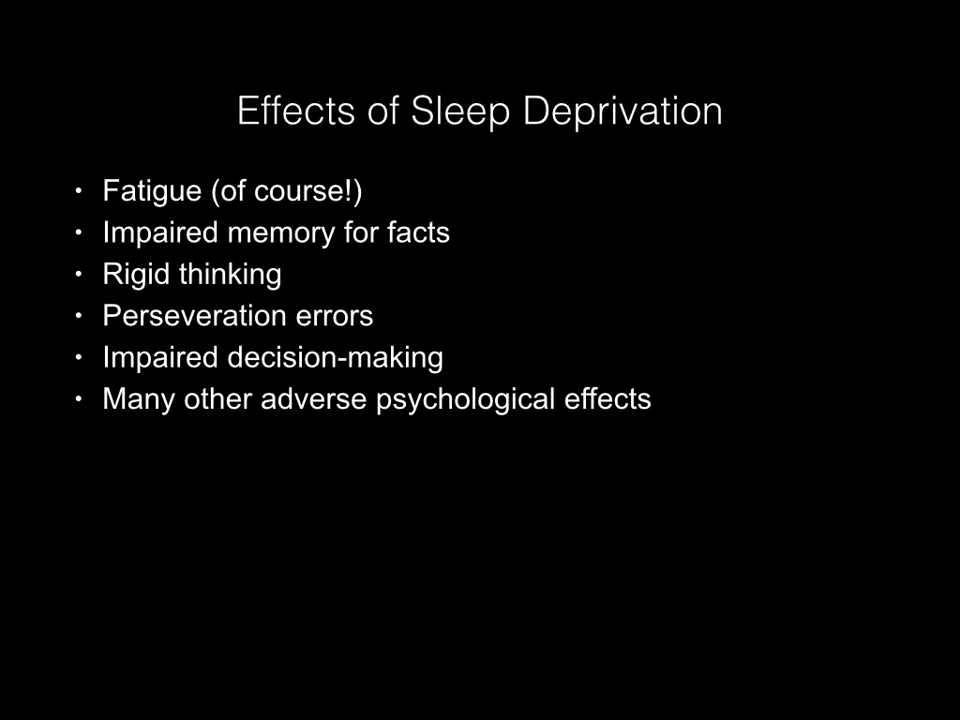 Effects of Sleep Deprivation
• Fatigue (of course!)
• Impaired memory for facts
• Rigid thinking
• Perseveration errors
• Impaired decision-making
• Many other adverse psychological effects